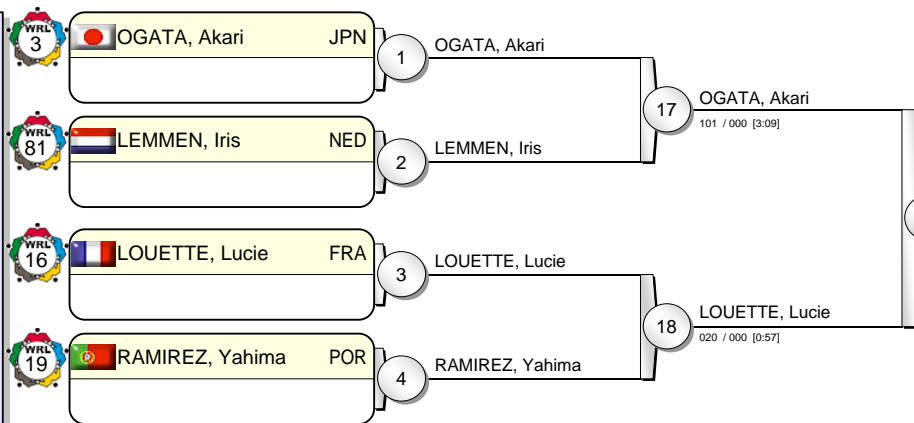 WRL
3
OGATA, Akari JPN
1
OGATA, Akari
17
OGATA, Akari
101 / 000 [3:09]
WRL
81
LEMMEN, Iris NED
2
LEMMEN, Iris
WRL
16
LOUETTE, Lucie FRA
3
LOUETTE, Lucie
18
LOUETTE, Lucie
020 / 000 [0:57]
WRL
19
RAMIREZ, Yahima POR
4
RAMIREZ, Yahima